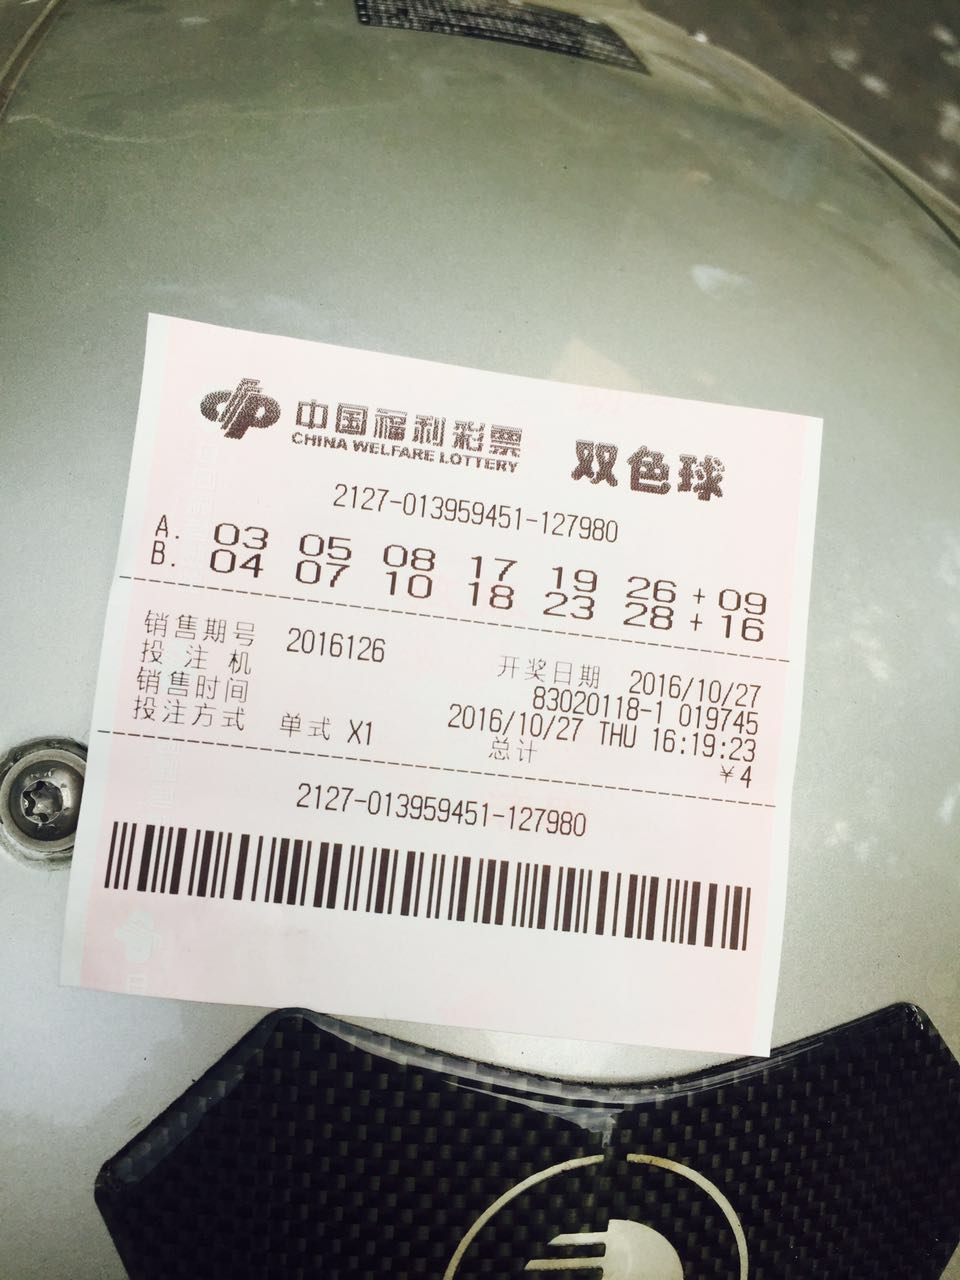 中国福利彩票 双色球
CHINA WELFARE LOTTERY
2127-013959451-127980
A. 03 05 08 17 19 26 + 09
B. 04 07 10 18 23 28 + 16
销售期号 2016126 开奖日期 2016/10/27
投注机 83020118-1 019745
销售时间 2016/10/27 THU 16:19:23
投注方式 单式 X1 总计 ¥4
2127-013959451-127980